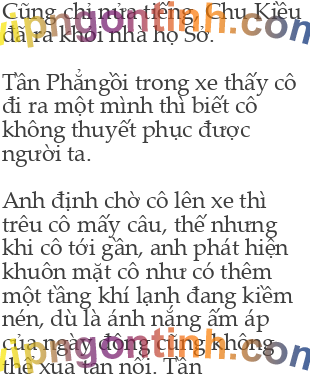 Cũng chỉ nửa tiếng, Chu Kiều
đã ra khỏi nhà họ Sở.
Tần Phẳngồi trong xe thấy cô
đi ra một mình thì biết cô
không thuyết phục được
người ta.
Anh định chờ cô lên xe thì
trêu cô mấy câu, thế nhưng
khi cô tới gần, anh phát hiện
khuôn mặt cô như có thêm
một tầng khí lạnh đang kiềm
nén, dù là ánh nắng ấm áp
của ngày đông cũng không
thể xua tan nổi. Tần
vipngontinh.com
vipngontinh.com